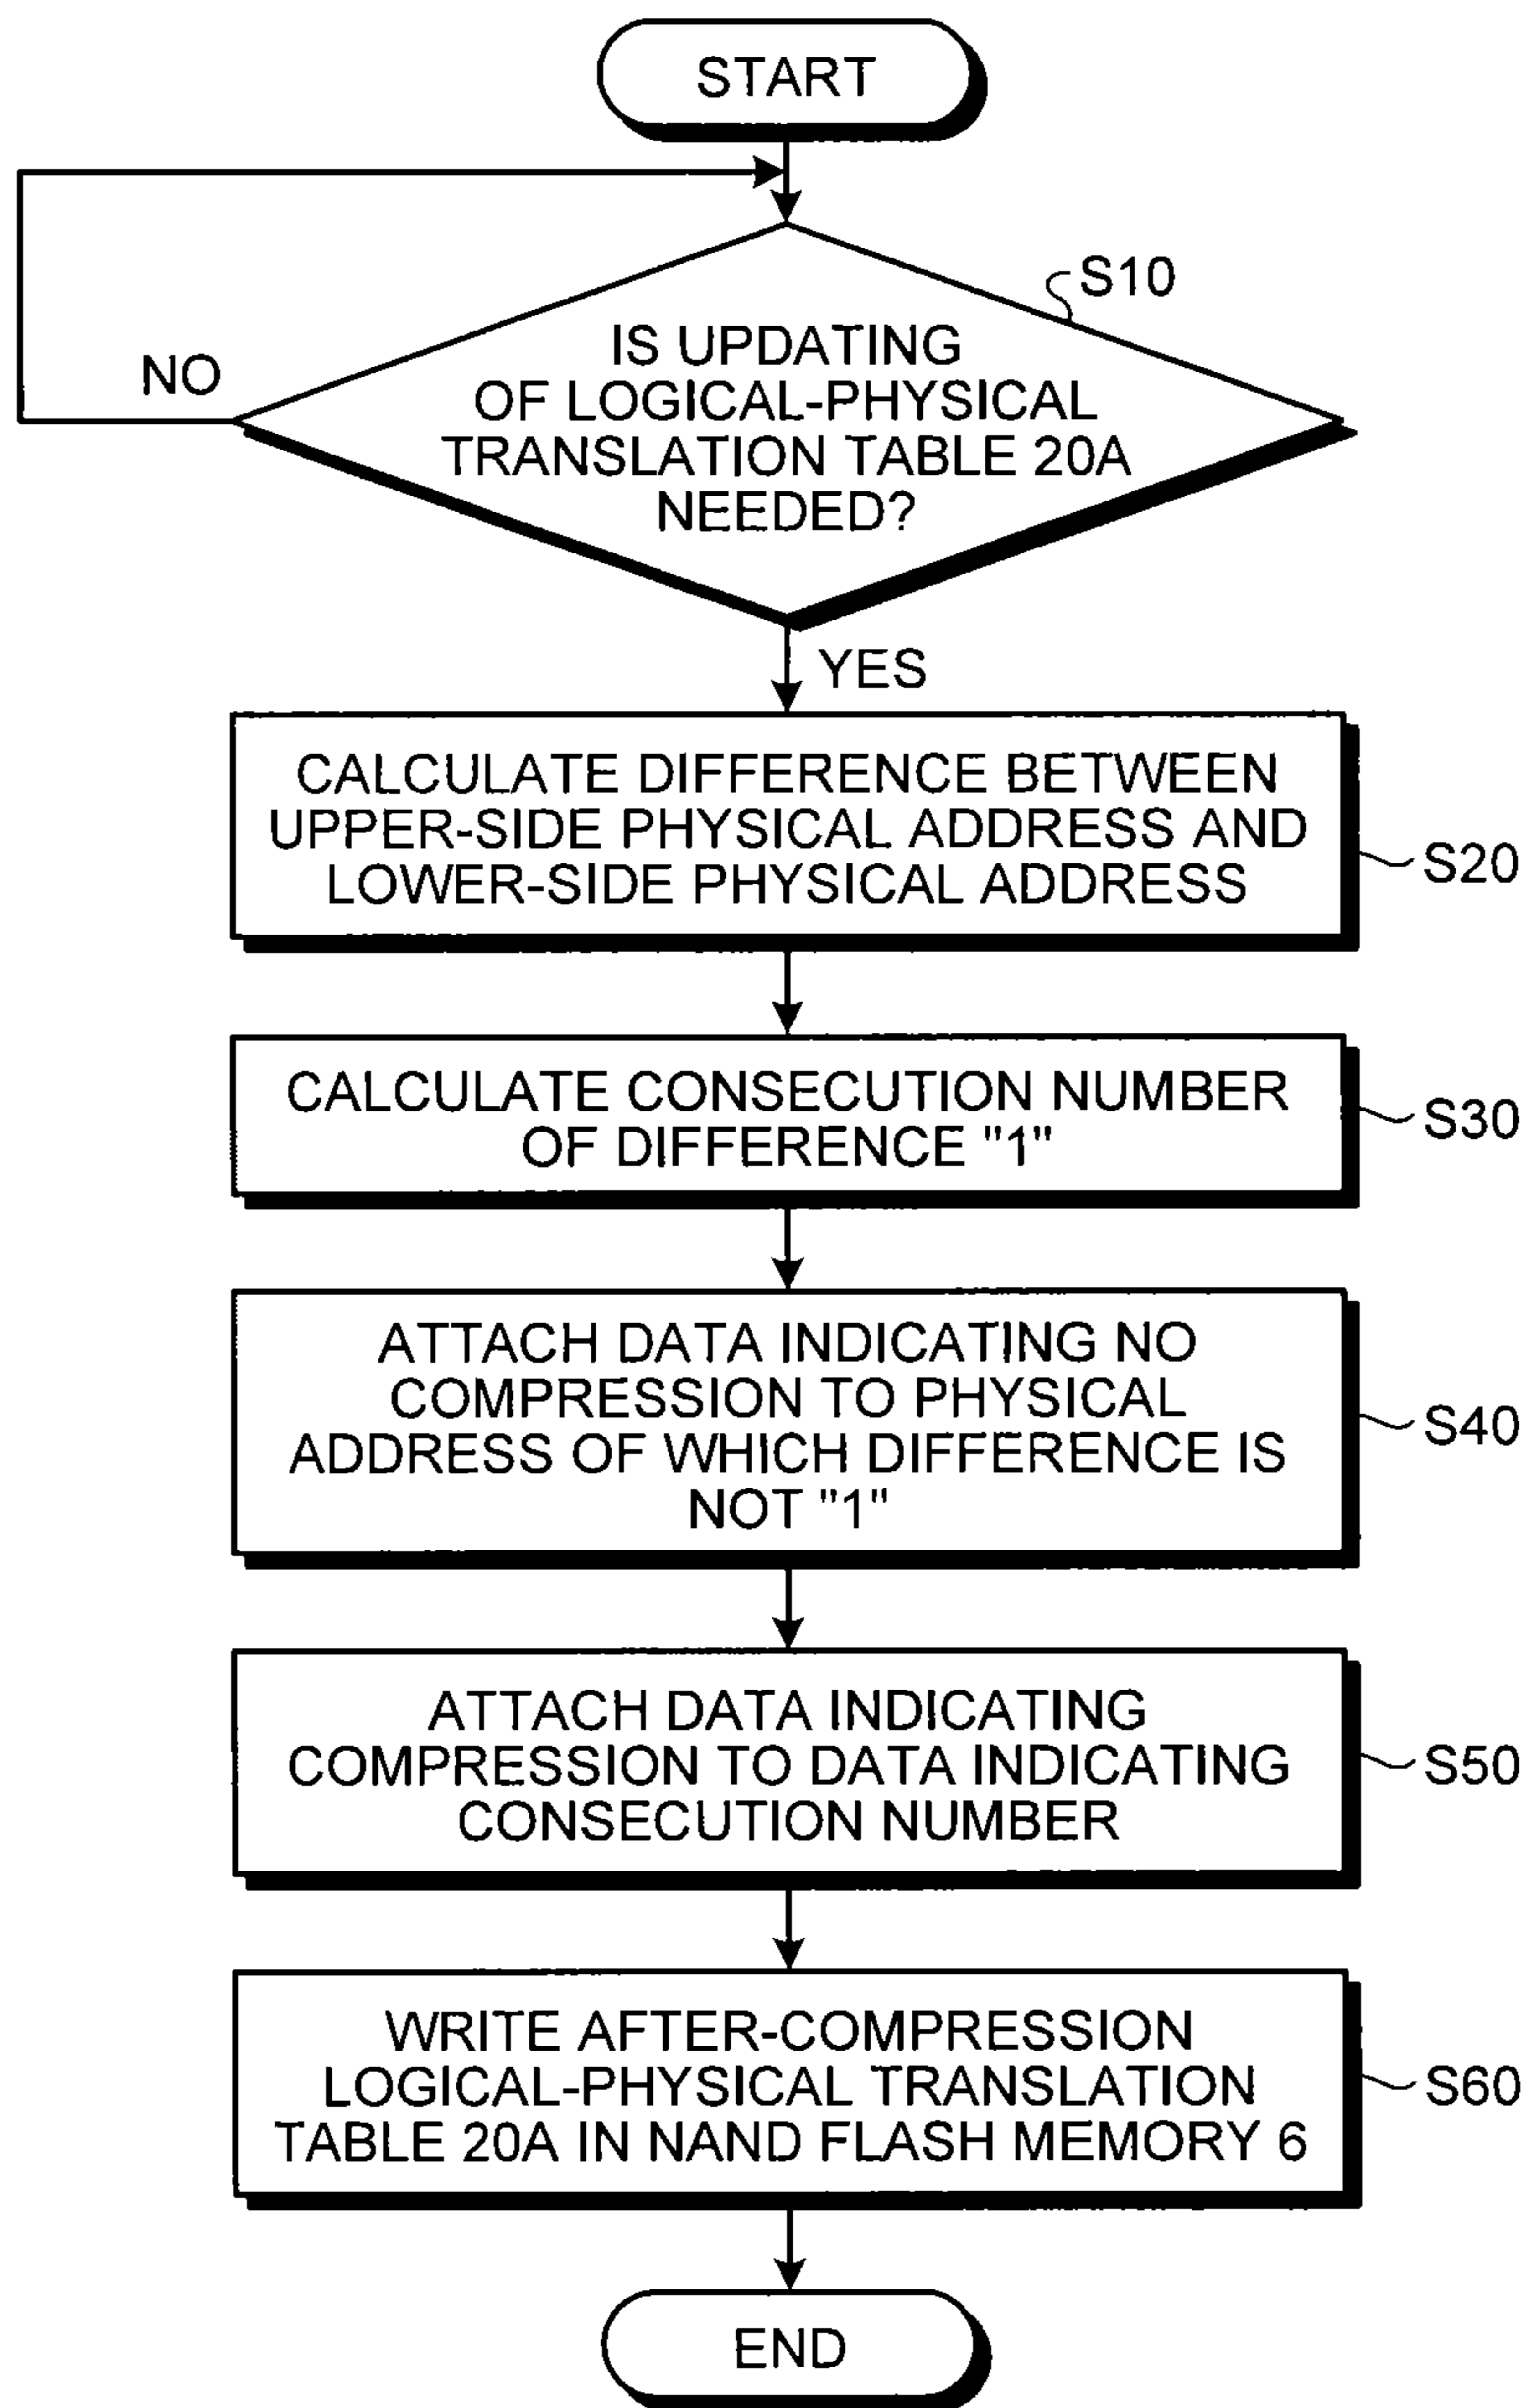 START
S10
IS UPDATING
OF LOGICAL-PHYSICAL
TRANSLATION TABLE 20A
NEEDED?
NO
YES
CALCULATE DIFFERENCE BETWEEN
UPPER-SIDE PHYSICAL ADDRESS AND
LOWER-SIDE PHYSICAL ADDRESS
S20
CALCULATE CONSECUTION NUMBER
OF DIFFERENCE "1"
S30
ATTACH DATA INDICATING NO
COMPRESSION TO PHYSICAL
ADDRESS OF WHICH DIFFERENCE IS
NOT "1"
S40
ATTACH DATA INDICATING
COMPRESSION TO DATA INDICATING
CONSECUTION NUMBER
S50
WRITE AFTER-COMPRESSION
LOGICAL-PHYSICAL TRANSLATION
TABLE 20A IN NAND FLASH MEMORY 6
S60
END